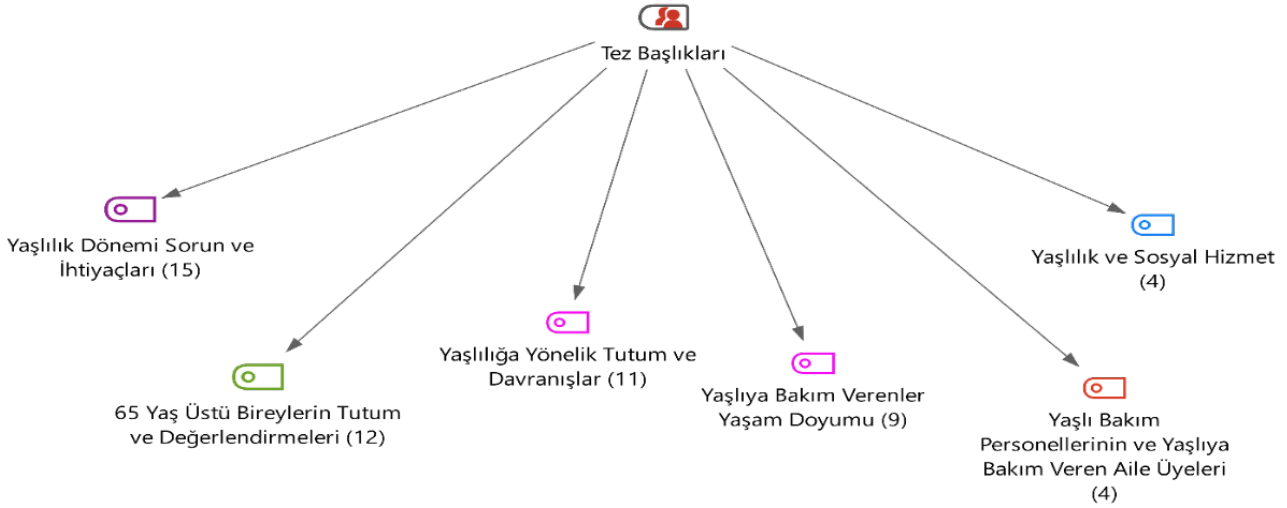 Tez Başlıkları
Yaşlılık Dönemi Sorun ve
İhtiyaçları (15)
65 Yaş Üstü Bireylerin Tutum
ve Değerlendirmeleri (12)
Yaşlılığa Yönelik Tutum ve
Davranışlar (11)
Yaşlıya Bakım Verenler
Yaşam Doyumu (9)
Yaşlı Bakım
Personellerinin ve Yaşlıya
Bakım Veren Aile Üyeleri
(4)
Yaşlılık ve Sosyal Hizmet
(4)